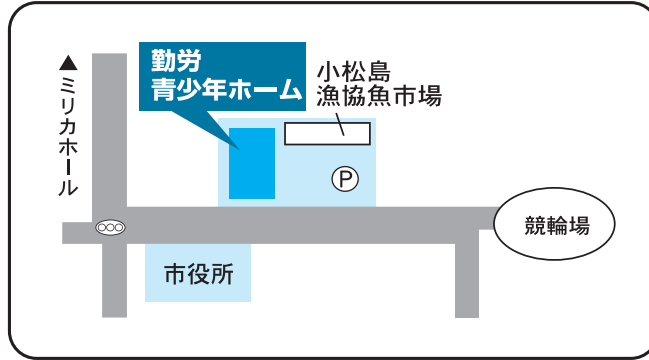 勤労
青少年ホーム
小松島
漁協魚市場
▲ミリカホール
P
競輪場
市役所